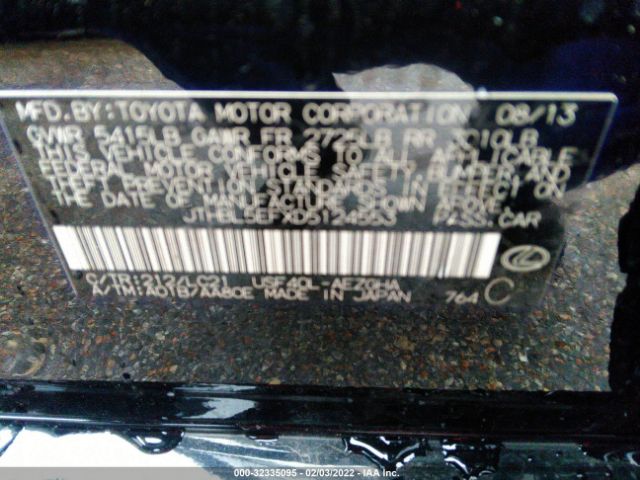 MFD.BY:TOYOTA MOTOR CORPORATION 08/13
GVWR 5415LB GAWR FR 2725LB RR 3010LB
THIS VEHICLE CONFORMS TO ALL APPLICABLE
FEDERAL MOTOR VEHICLE SAFETY, BUMPER, AND
THEFT PREVENTION STANDARDS IN EFFECT ON
THE DATE OF MANUFACTURE SHOWN ABOVE.
JTHBL5EFXD5124553 PASS.CAR
C/TR:212/LC21 USF40L-AEZGHA
A/TM:A01B/AA80E MADE IN JAPAN 764 C
000-32335095 - 02/03/2022 - IAA Inc.